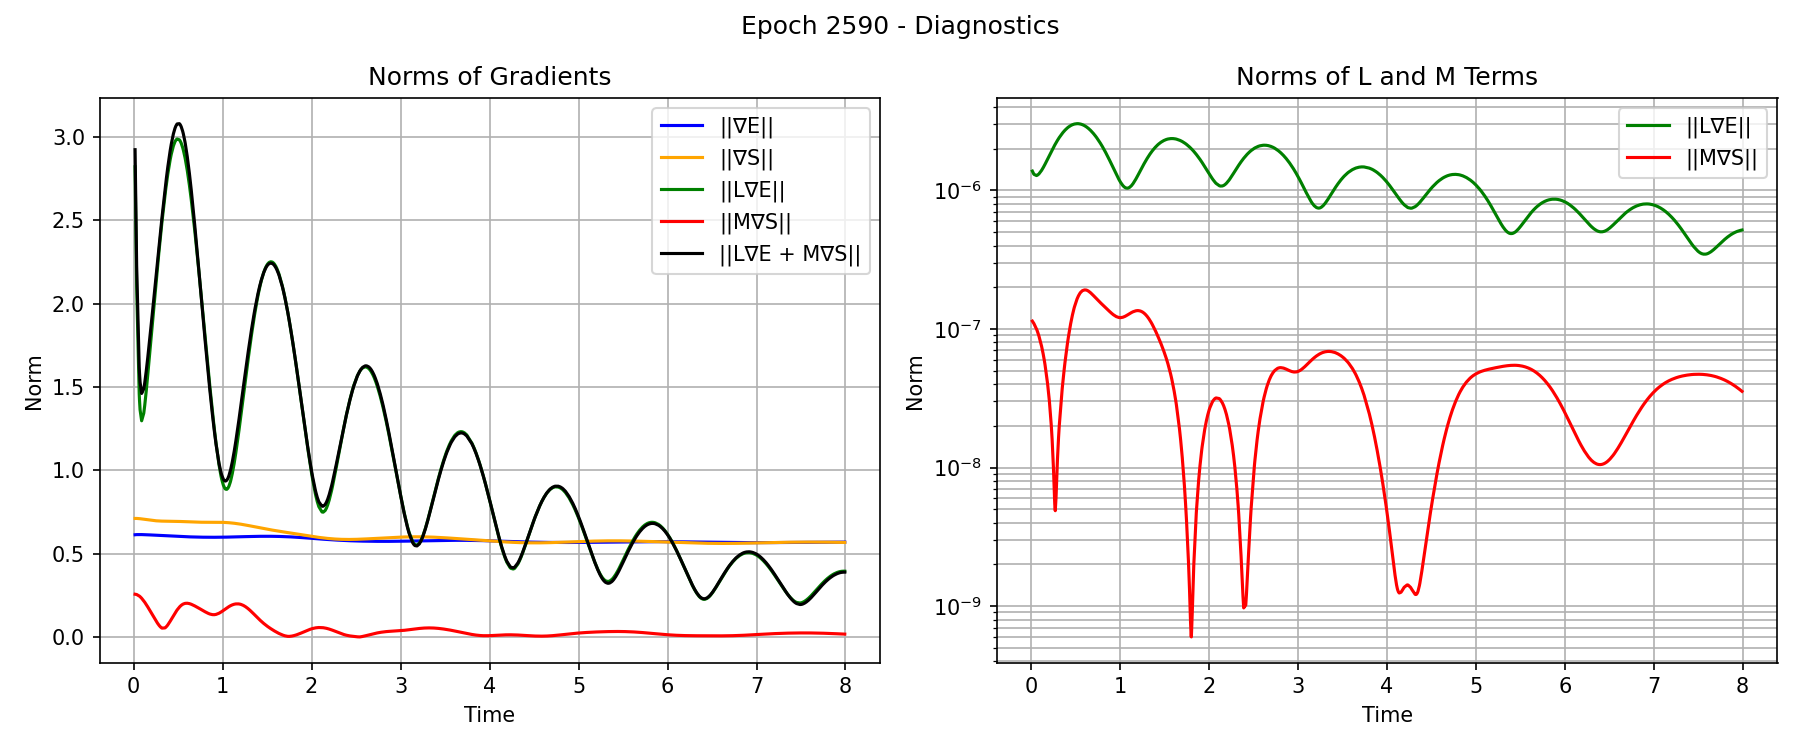 Epoch 2590 - Diagnostics
Norms of Gradients
Norm
3.0
2.5
2.0
1.5
1.0
0.5
0.0
0 1 2 3 4 5 6 7 8
Time
||∇E||
||∇S||
||L∇E||
||M∇S||
||L∇E + M∇S||
Norms of L and M Terms
Norm
10⁻⁶
10⁻⁷
10⁻⁸
10⁻⁹
0 1 2 3 4 5 6 7 8
Time
||L∇E||
||M∇S||